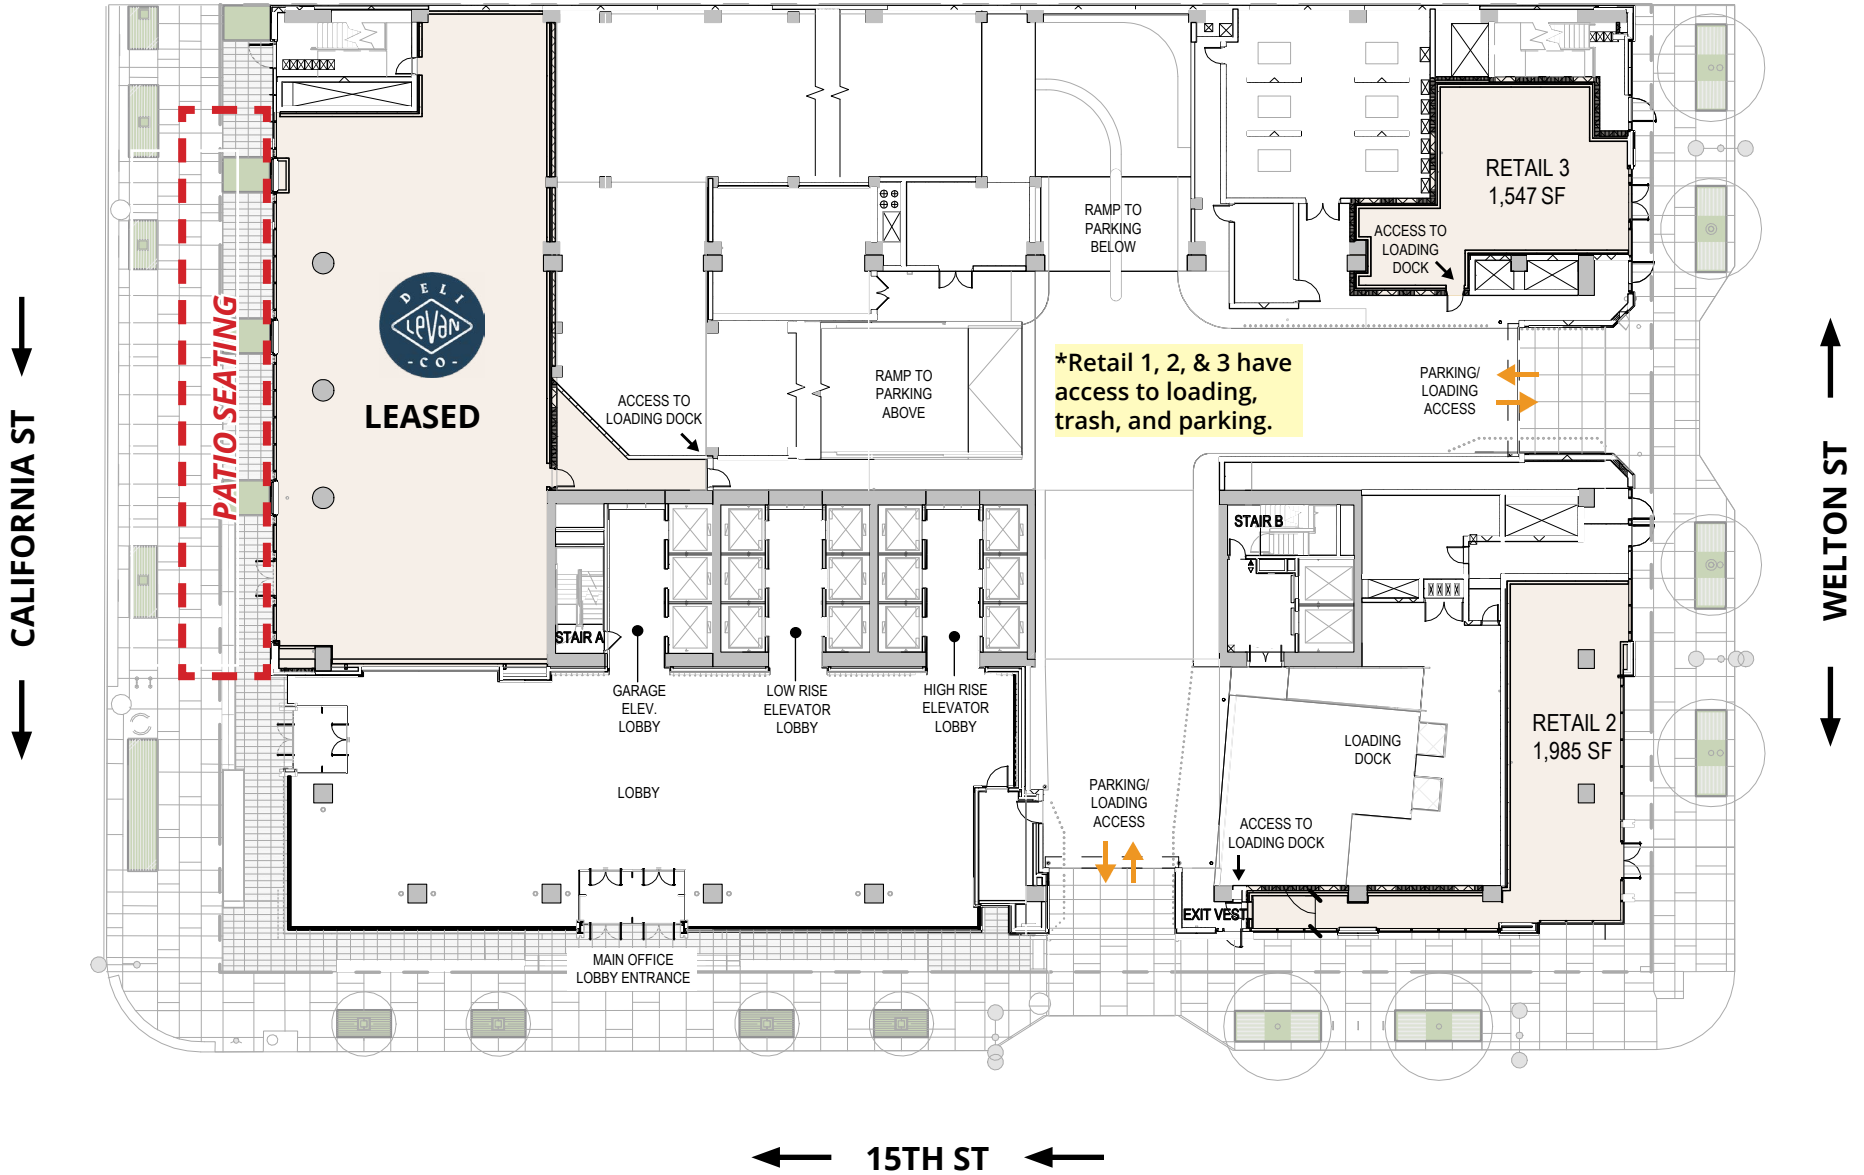 RETAIL 3
1,547 SF
ACCESS TO
LOADING
DOCK
RAMP TO
PARKING
BELOW
DELI
LeVaN
-CO-
LEASED
PATIO SEATING
CALIFORNIA ST
ACCESS TO
LOADING DOCK
RAMP TO
PARKING
ABOVE
*Retail 1, 2, & 3 have
access to loading,
trash, and parking.
PARKING/
LOADING
ACCESS
WELTON ST
STAIR A
STAIR B
GARAGE
ELEV.
LOBBY
LOW RISE
ELEVATOR
LOBBY
HIGH RISE
ELEVATOR
LOBBY
LOBBY
LOADING
DOCK
RETAIL 2
1,985 SF
PARKING/
LOADING
ACCESS
ACCESS TO
LOADING DOCK
EXIT VEST
MAIN OFFICE
LOBBY ENTRANCE
15TH ST